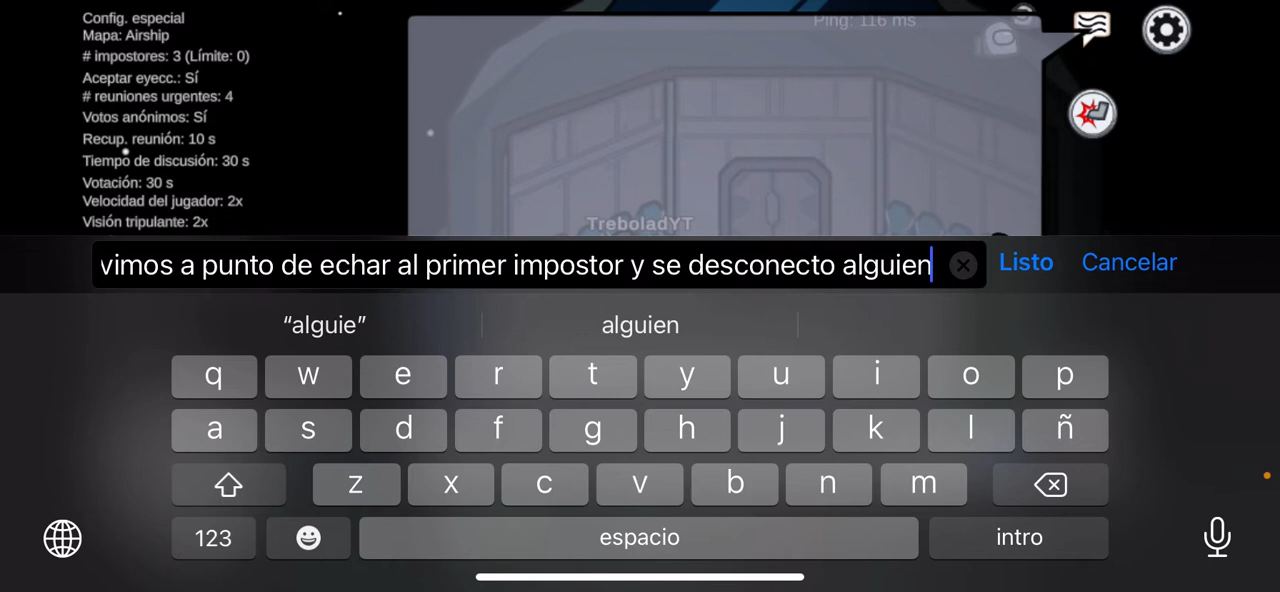 Config. especial
Mapa: Airship
# impostores: 3 (Límite: 0)
Aceptar eyecc.: Sí
# reuniones urgentes: 4
Votos anónimos: Sí
Recup. reunión: 10 s
Tiempo de discusión: 30 s
Votación: 30 s
Velocidad del jugador: 2x
Visión tripulante: 2x
Ping: 116 ms
TreboladYT
vimos a punto de echar al primer impostor y se desconecto alguien
Listo
Cancelar
“alguie”
alguien
q w e r t y u i o p
a s d f g h j k l ñ
z x c v b n m
123
espacio
intro